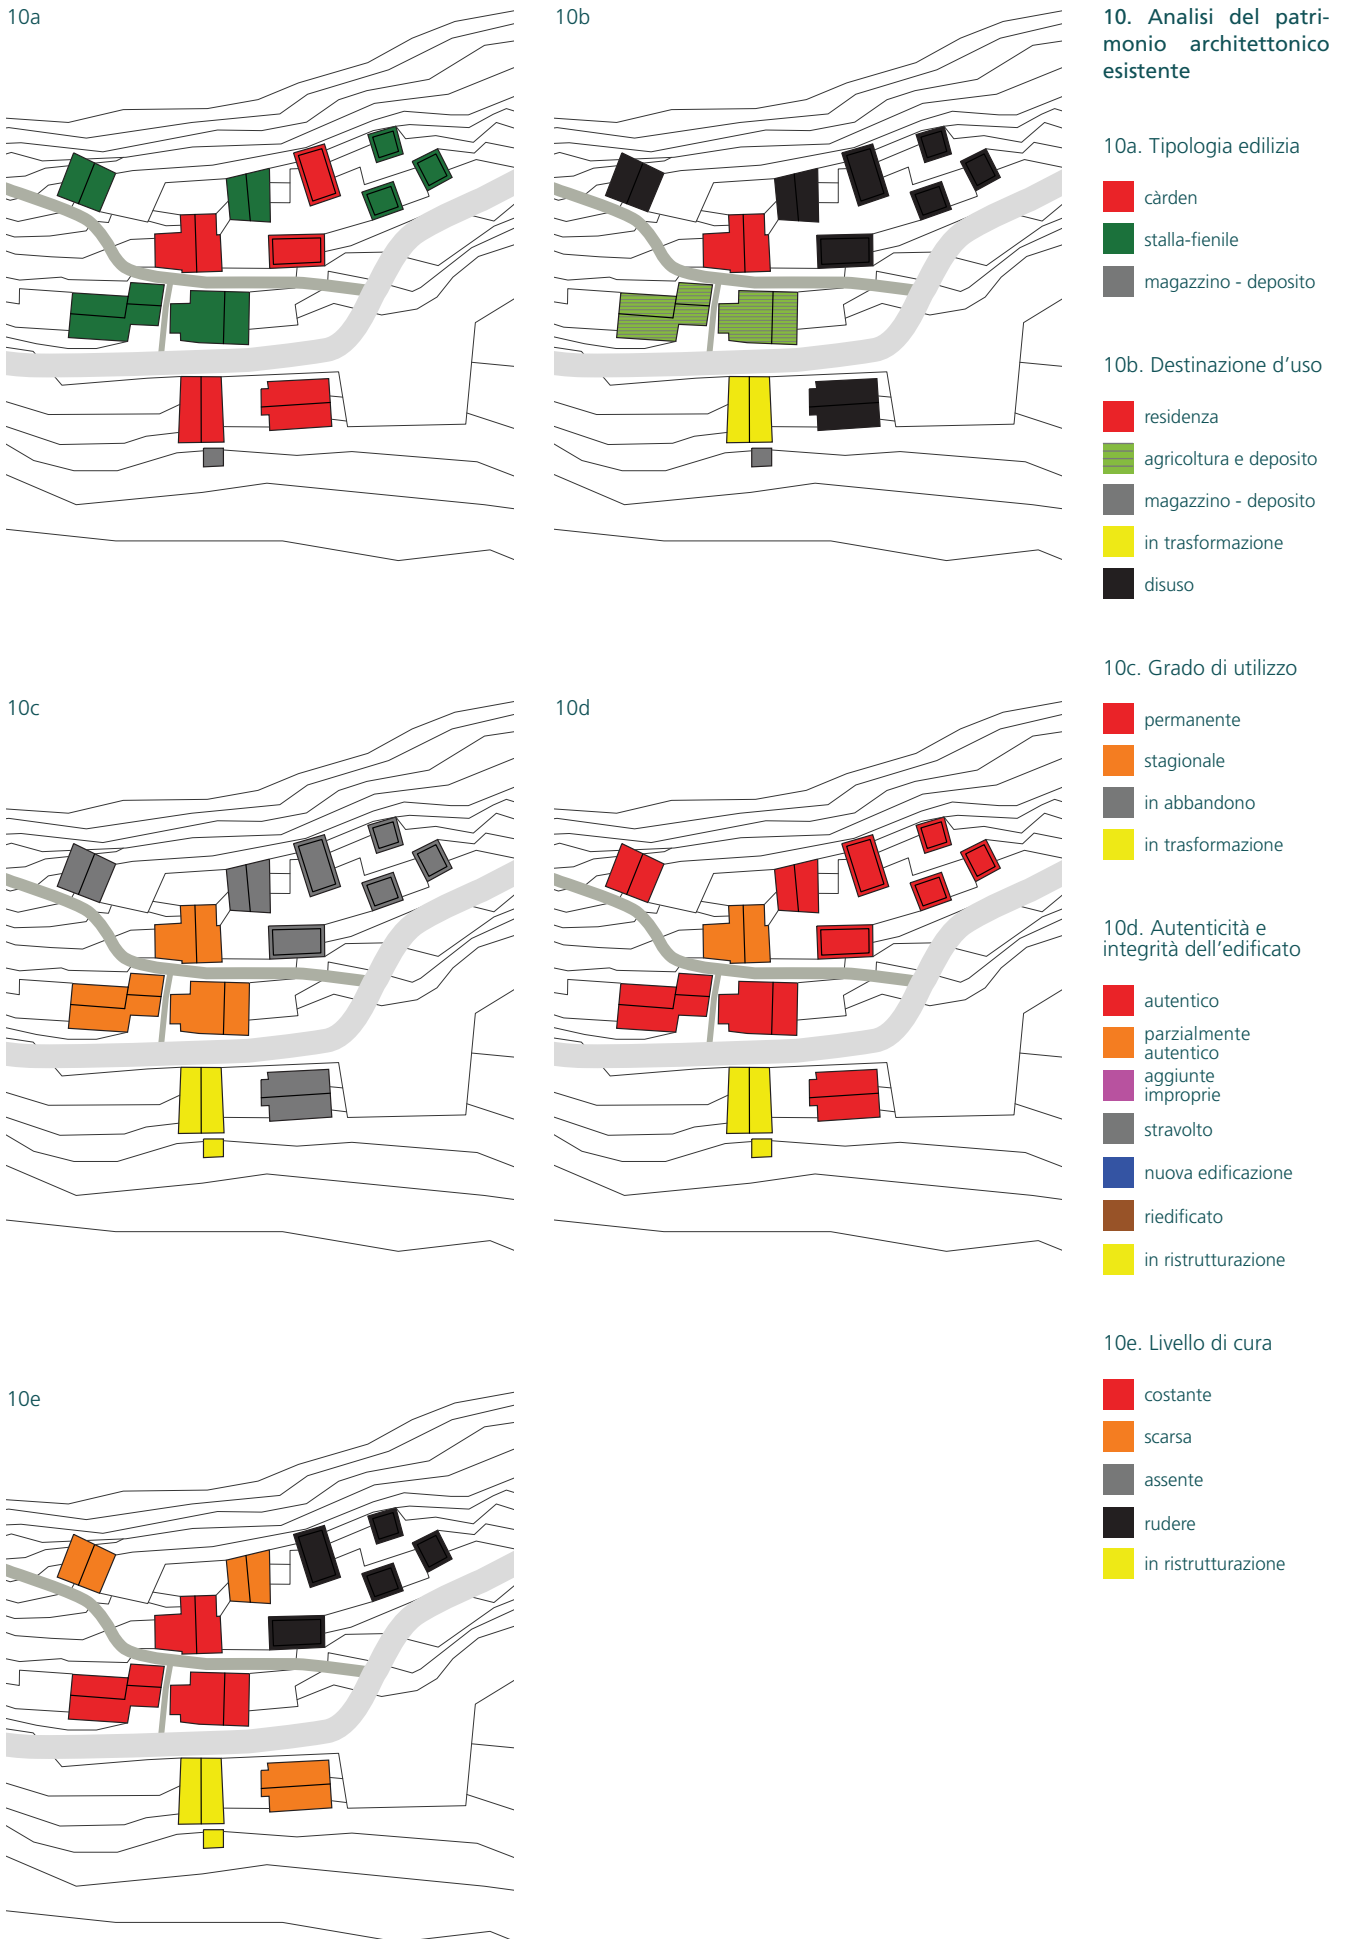 10a
10b
10. Analisi del patri-
monio architettonico
esistente
10a. Tipologia edilizia
càrden
stalla-fienile
magazzino - deposito
10b. Destinazione d’uso
residenza
agricoltura e deposito
magazzino - deposito
in trasformazione
disuso
10c
10d
10c. Grado di utilizzo
permanente
stagionale
in abbandono
in trasformazione
10d. Autenticità e
integrità dell’edificato
autentico
parzialmente
autentico
aggiunte
improprie
stravolto
nuova edificazione
riedificato
in ristrutturazione
10e
10e. Livello di cura
costante
scarsa
assente
rudere
in ristrutturazione